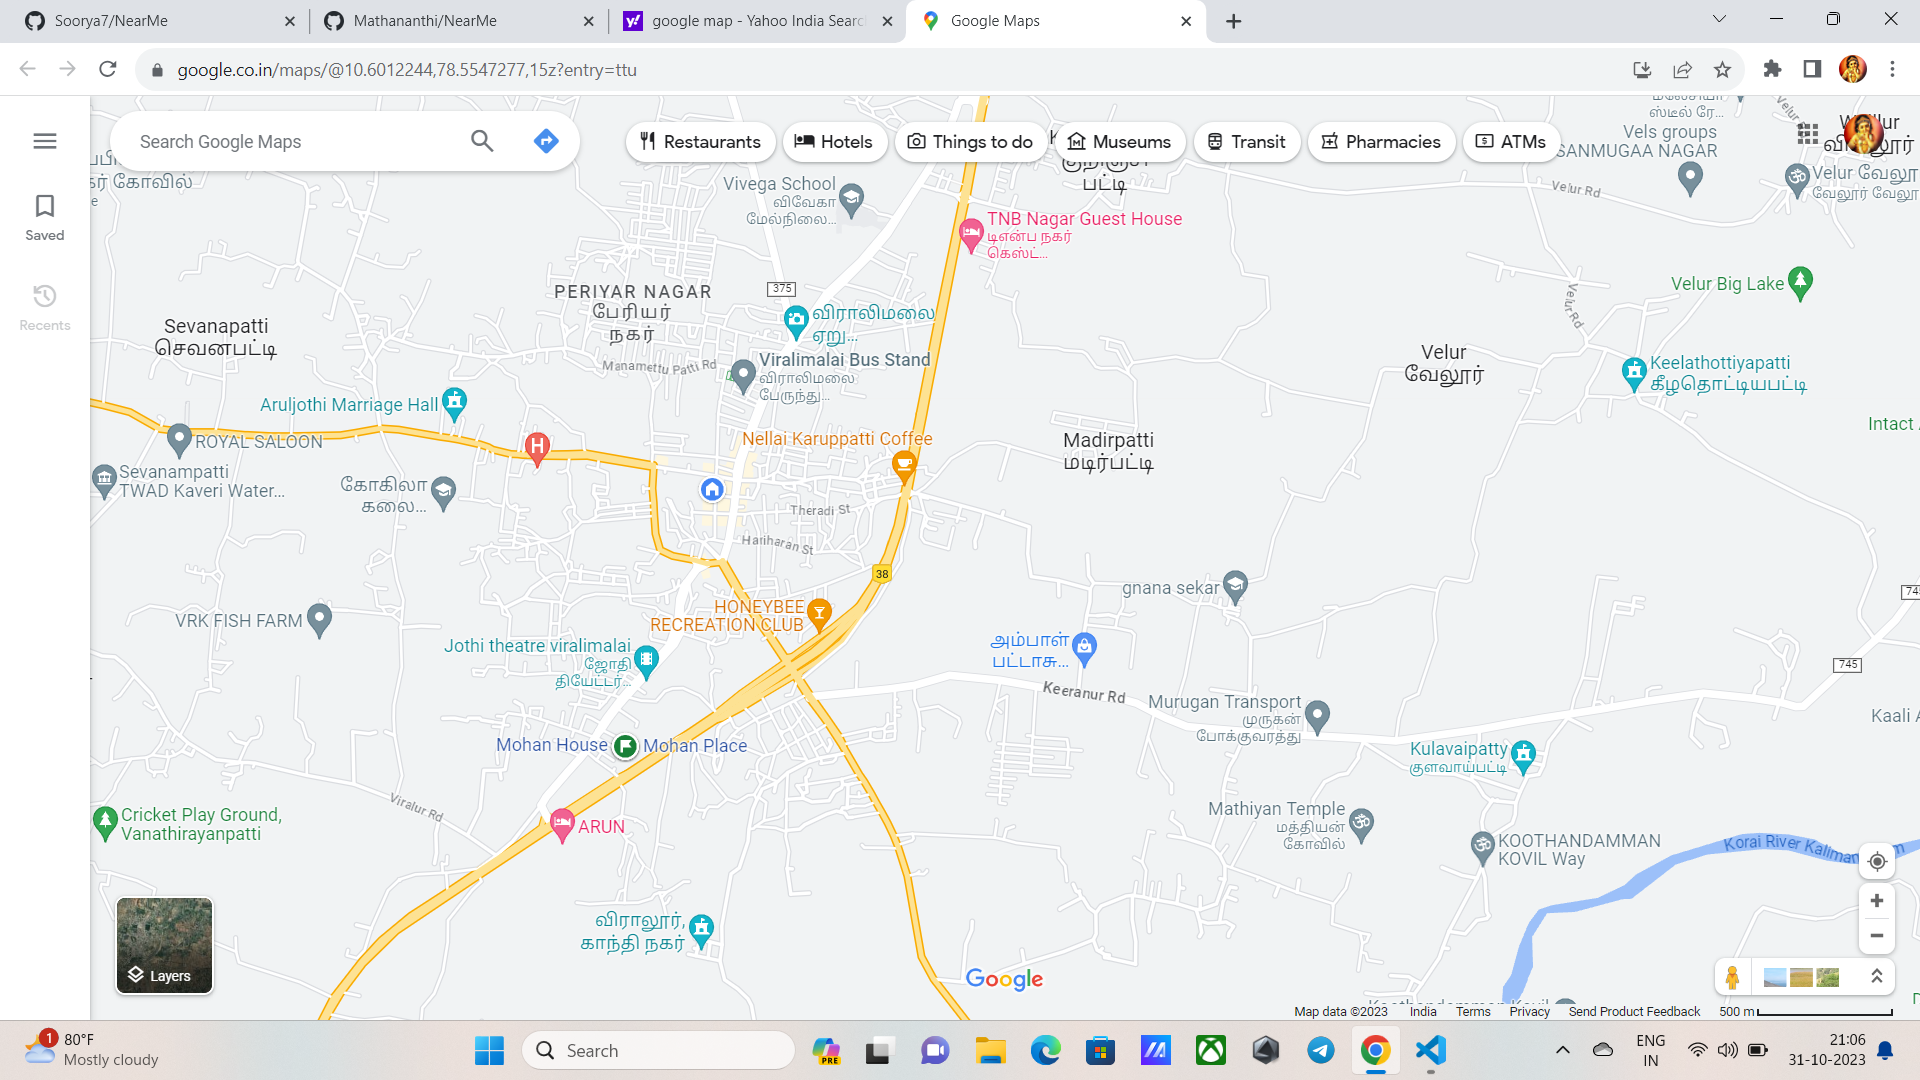 Soorya7/NearMe
Mathananthi/NearMe
google map - Yahoo India Searc
Google Maps
google.co.in/maps/@10.6012244,78.5547277,15z?entry=ttu
Search Google Maps
Restaurants
Hotels
Things to do
Museums
Transit
Pharmacies
ATMs
Saved
Recents
ஸ்டீல் ரே...
Vels groups
SANMUGAA NAGAR
Velur Rd
Velur வேலூ
வேலூர் வேலூ
பட்டி
Vivega School
விவேகா
மேல்நிலை...
TNB Nagar Guest House
டிஎன்ப நகர்
கெஸ்ட்...
Velur Big Lake
Velur Rd
375
PERIYAR NAGAR
பேரியர்
நகர்
விராலிமலை
ஏறு...
Sevanapatti
செவனபட்டி
Viralimalai Bus Stand
விராலிமலை
பேருந்து...
Manamettu Patti Rd
Velur
வேலூர்
Keelathottiyapatti
கீழதொட்டியபட்டி
Aruljothi Marriage Hall
ROYAL SALOON
H
Nellai Karuppatti Coffee
Madirpatti
மடிர்பட்டி
Intact
Sevanampatti
TWAD Kaveri Water...
கோகிலா
கலை...
Theradi St
Hariharan St
38
gnana sekar
HONEYBEE
RECREATION CLUB
VRK FISH FARM
Jothi theatre viralimalai
ஜோதி
தியேட்டர்...
அம்பாள்
பட்டாசு...
745
Keeranur Rd
Murugan Transport
முருகன்
போக்குவரத்து
Kaali
Mohan House
Mohan Place
Kulavaipatty
குளவாய்பட்டி
Viralur Rd
Cricket Play Ground,
Vanathirayanpatti
ARUN
Mathiyan Temple
மத்தியன்
கோவில்
KOOTHANDAMMAN
KOVIL Way
விராலூர்,
காந்தி நகர்
Layers
Google
Map data ©2023
India
Terms
Privacy
Send Product Feedback
500 m
1
80°F
Mostly cloudy
Search
PRE
ENG
IN
21:06
31-10-2023